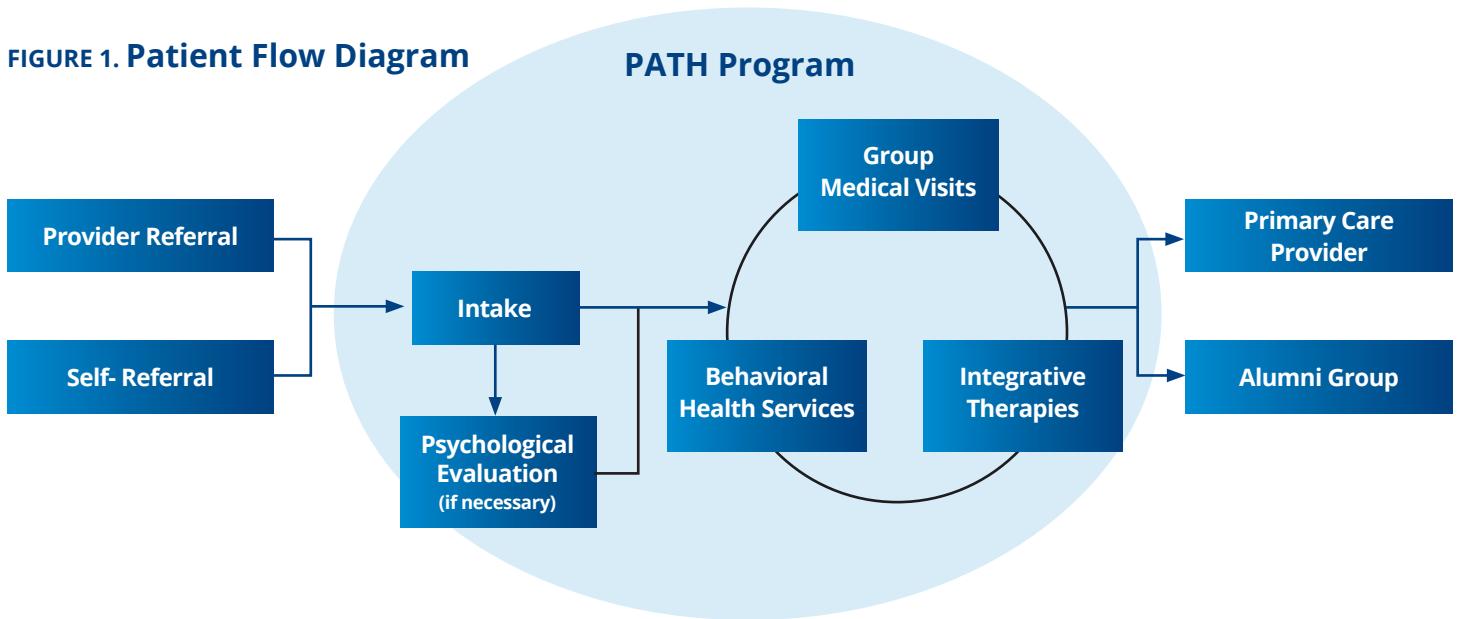 FIGURE 1. Patient Flow Diagram
PATH Program
Provider Referral
Self- Referral
Intake
Psychological
Evaluation
(if necessary)
Group
Medical Visits
Behavioral
Health Services
Integrative
Therapies
Primary Care
Provider
Alumni Group